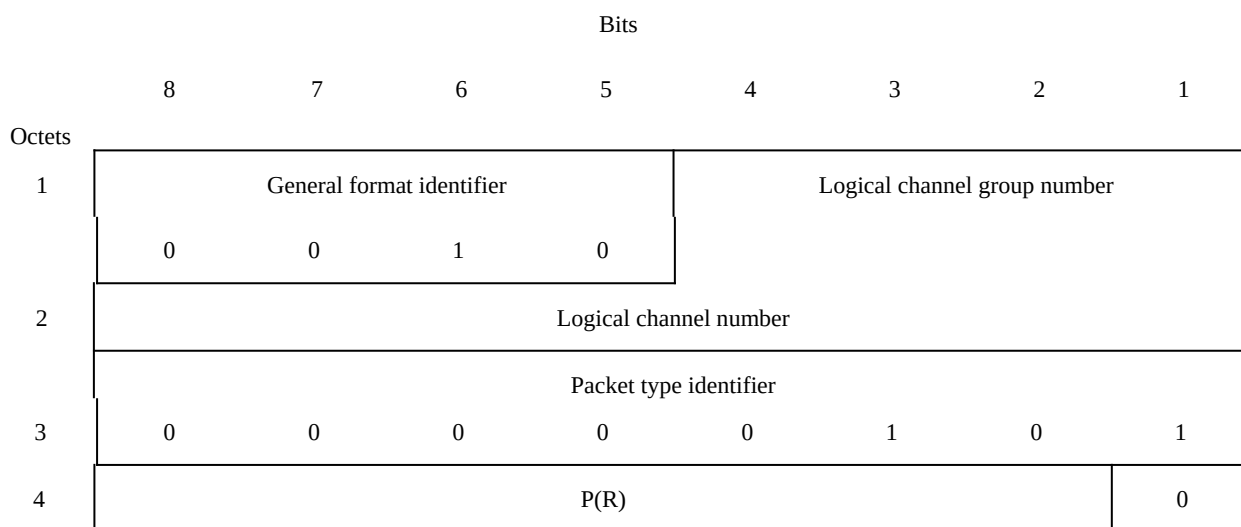 Bits
8 7 6 5 4 3 2 1
Octets
1 General format identifier Logical channel group number
0 0 1 0
2 Logical channel number
Packet type identifier
3 0 0 0 0 0 1 0 1
4 P(R) 0